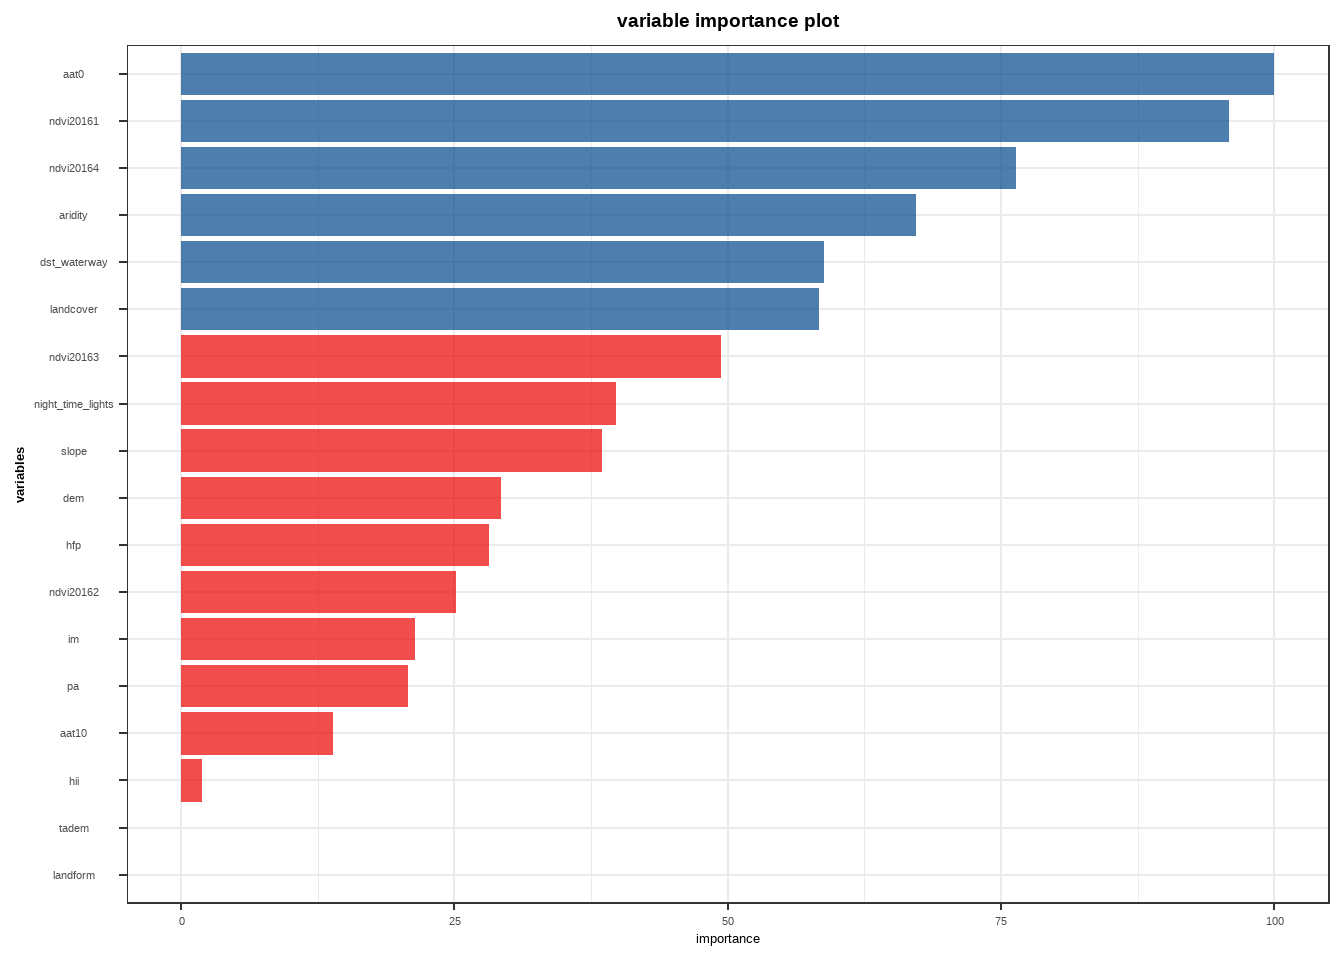 variable importance plot
aat0
ndvi20161
ndvi20164
aridity
dst_waterway
landcover
ndvi20163
night_time_lights
slope
dem
hfp
ndvi20162
im
pa
aat10
hii
tadem
landform
variables
0 25 50 75 100
importance